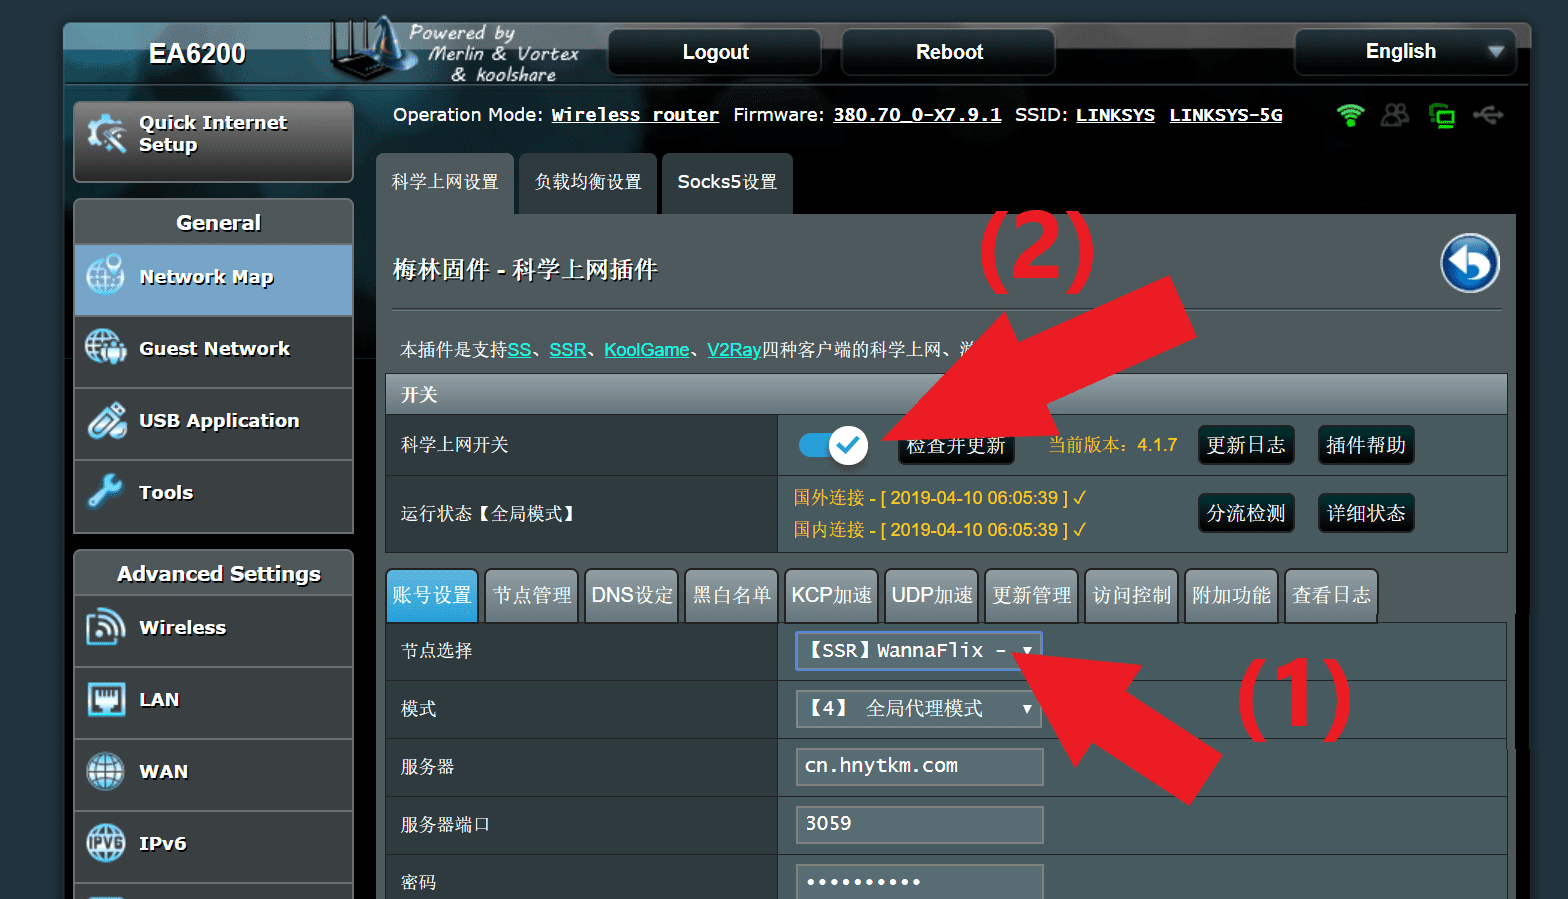 EA6200
Powered by
Merlin & Vortex
& koolshare
Logout
Reboot
English
Operation Mode: Wireless router Firmware: 380.70_0-X7.9.1 SSID: LINKSYS LINKSYS-5G
Quick Internet
Setup
General
Network Map
Guest Network
USB Application
Tools
Advanced Settings
Wireless
LAN
WAN
IPv6
科学上网设置
负载均衡设置
Socks5设置
(2)
梅林固件 - 科学上网插件
本插件是支持SS、SSR、KoolGame、V2Ray四种客户端的科学上网、
开关
科学上网开关
检查并更新
当前版本：4.1.7
更新日志
插件帮助
运行状态【全局模式】
国外连接 - [ 2019-04-10 06:05:39 ] ✓
国内连接 - [ 2019-04-10 06:05:39 ] ✓
分流检测
详细状态
账号设置
节点管理
DNS设定
黑白名单
KCP加速
UDP加速
更新管理
访问控制
附加功能
查看日志
节点选择
【SSR】WannaFlix -
(1)
模式
【4】 全局代理模式
服务器
cn.hnytkm.com
服务器端口
3059
密码
••••••••••